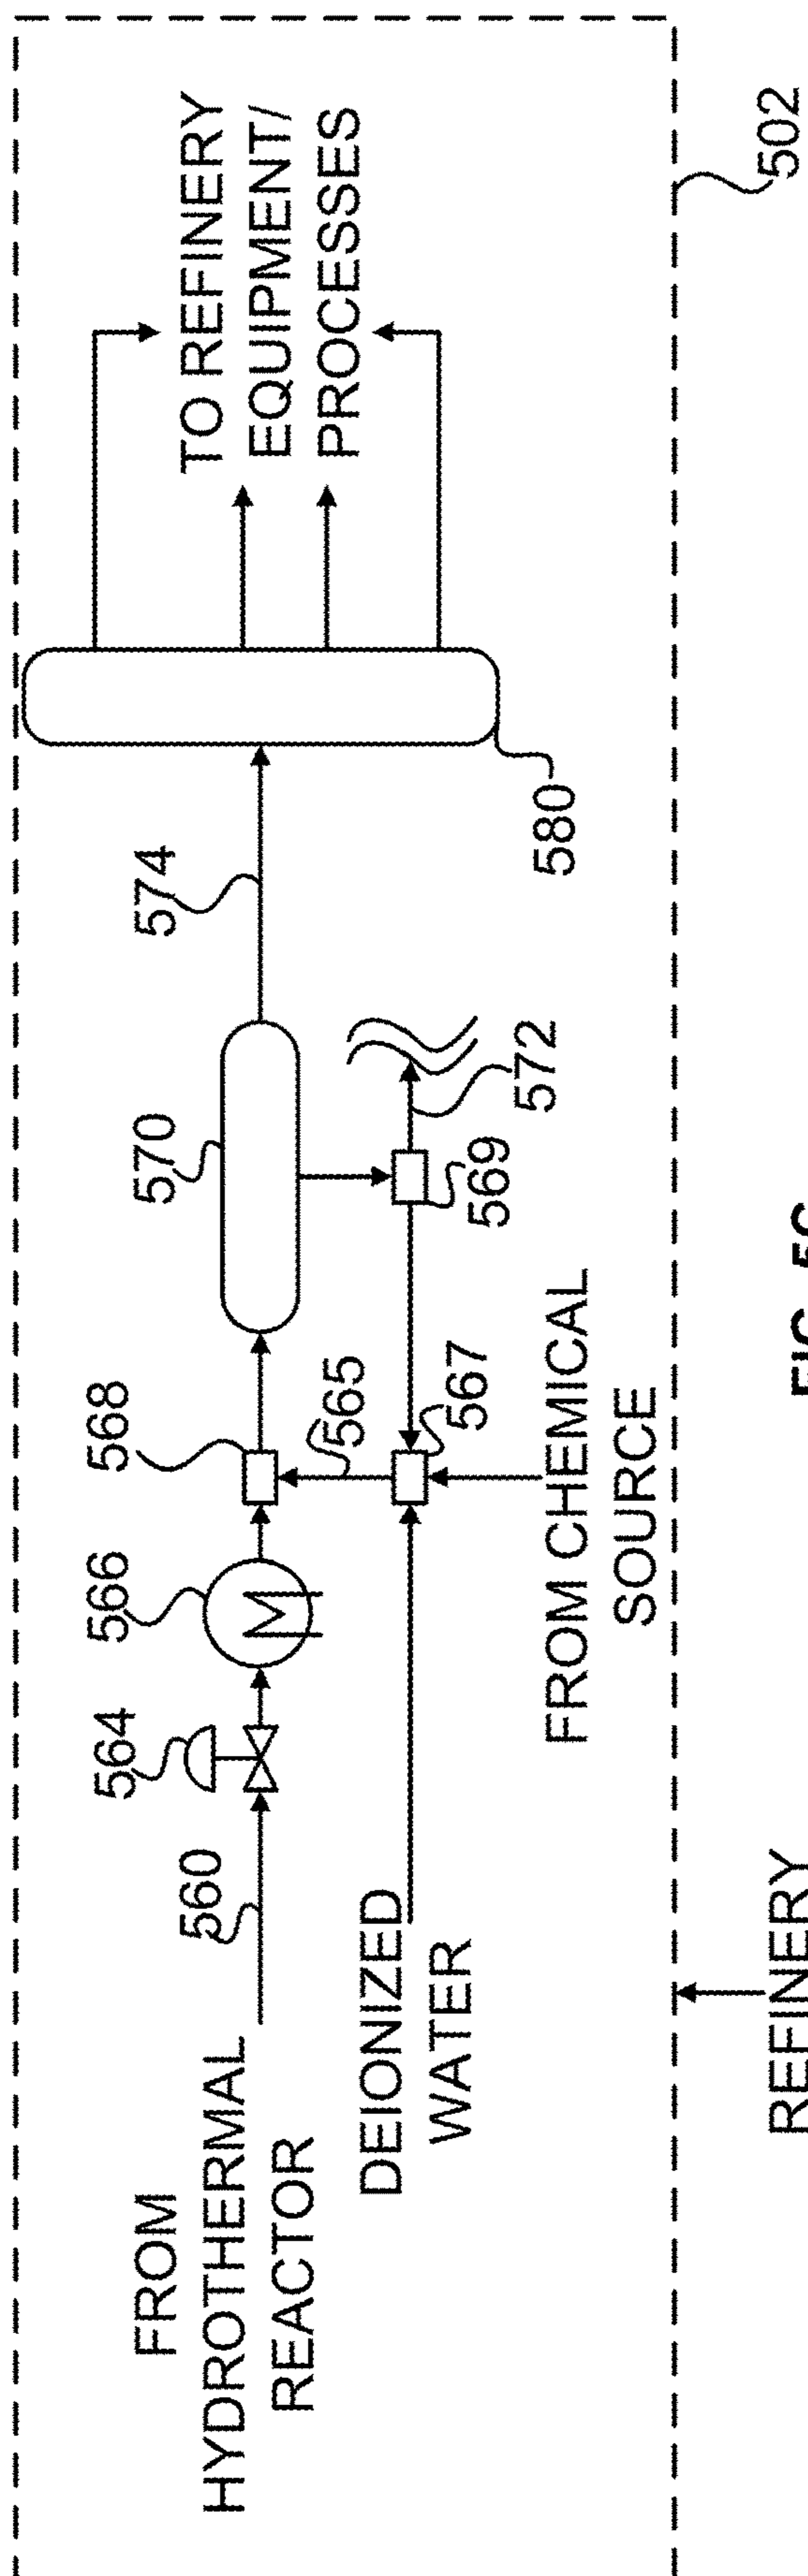 FROM
HYDROTHERMAL
REACTOR
560
564
566
568
570
574
TO REFINERY
EQUIPMENT/
PROCESSES
DEIONIZED
WATER
565
567
569
572
580
FROM CHEMICAL
SOURCE
502
REFINERY